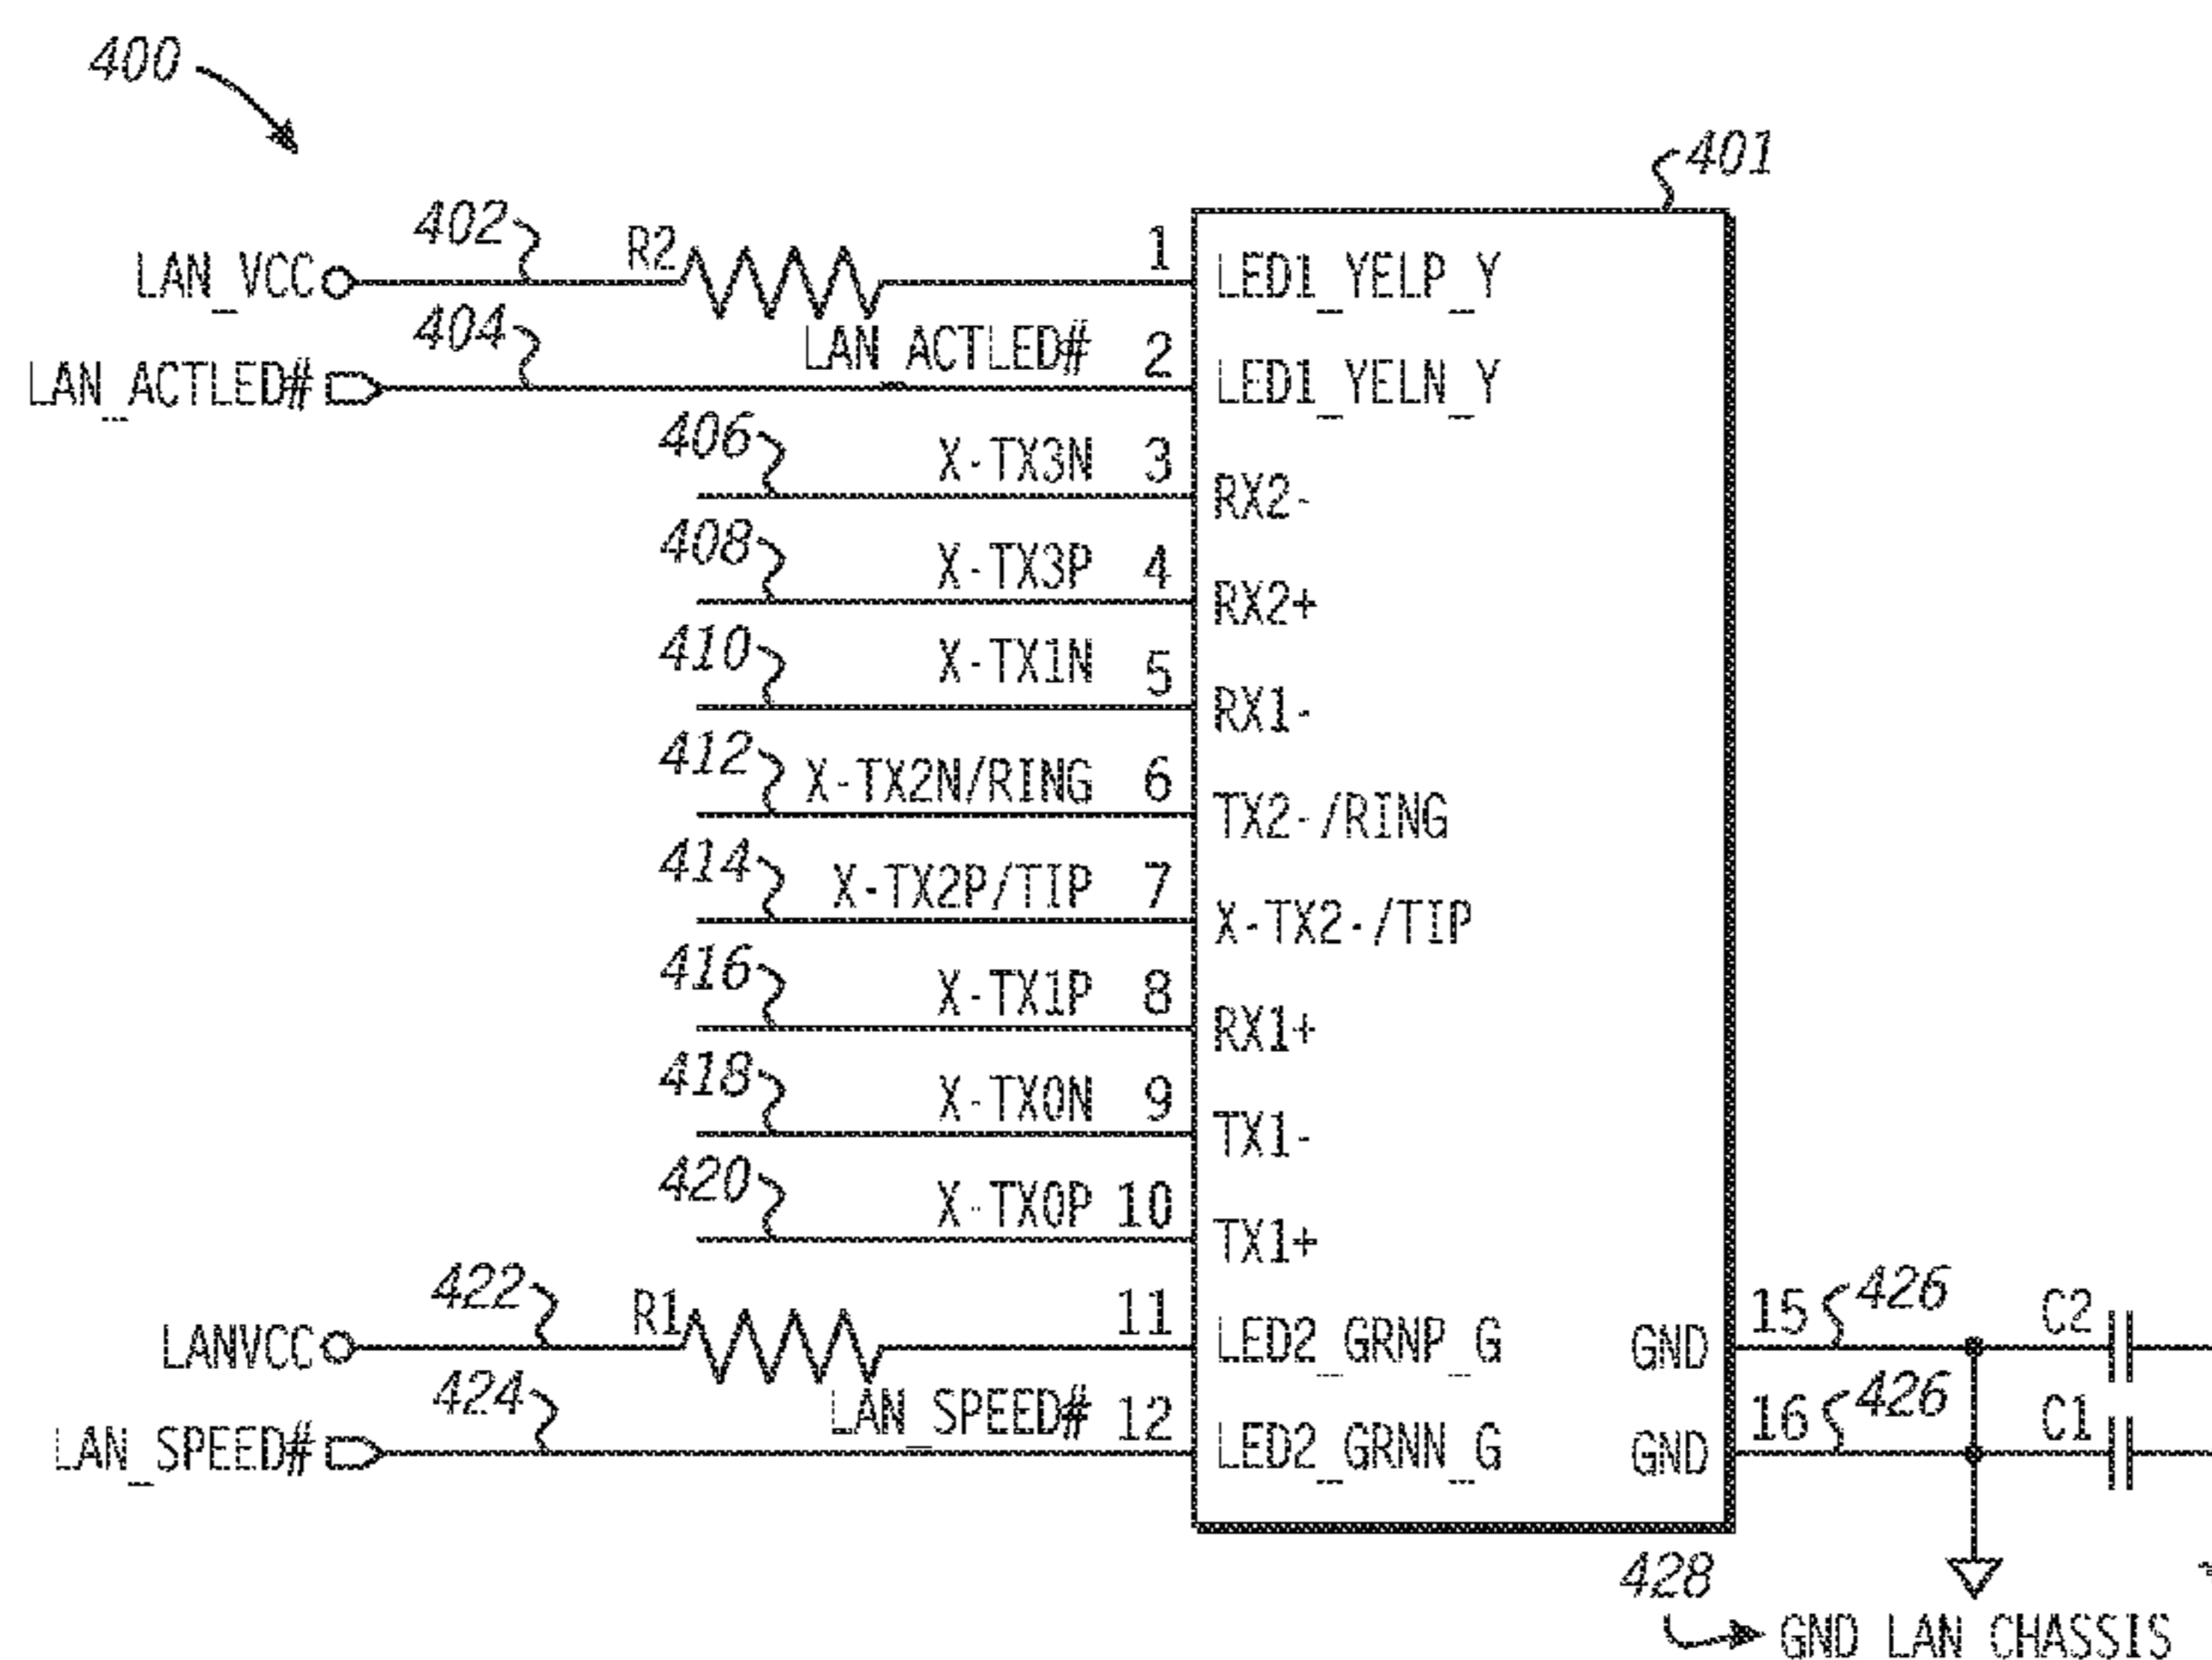 400
401
402 R2 1 LED1_YELP_Y
LAN_VCC
404 LAN_ACTLED# 2 LED1_YELN_Y
LAN_ACTLED#
406 X-TX3N 3 RX2-
408 X-TX3P 4 RX2+
410 X-TX1N 5 RX1-
412 X-TX2N/RING 6 TX2-/RING
414 X-TX2P/TIP 7 X-TX2-/TIP
416 X-TX1P 8 RX1+
418 X-TX0N 9 TX1-
420 X-TX0P 10 TX1+
422 R1 11 LED2_GRNP_G GND 15 426 C2
LANVCC
424 LAN_SPEED# 12 LED2_GRNN_G GND 16 426 C1
LAN_SPEED#
428
GND LAN CHASSIS